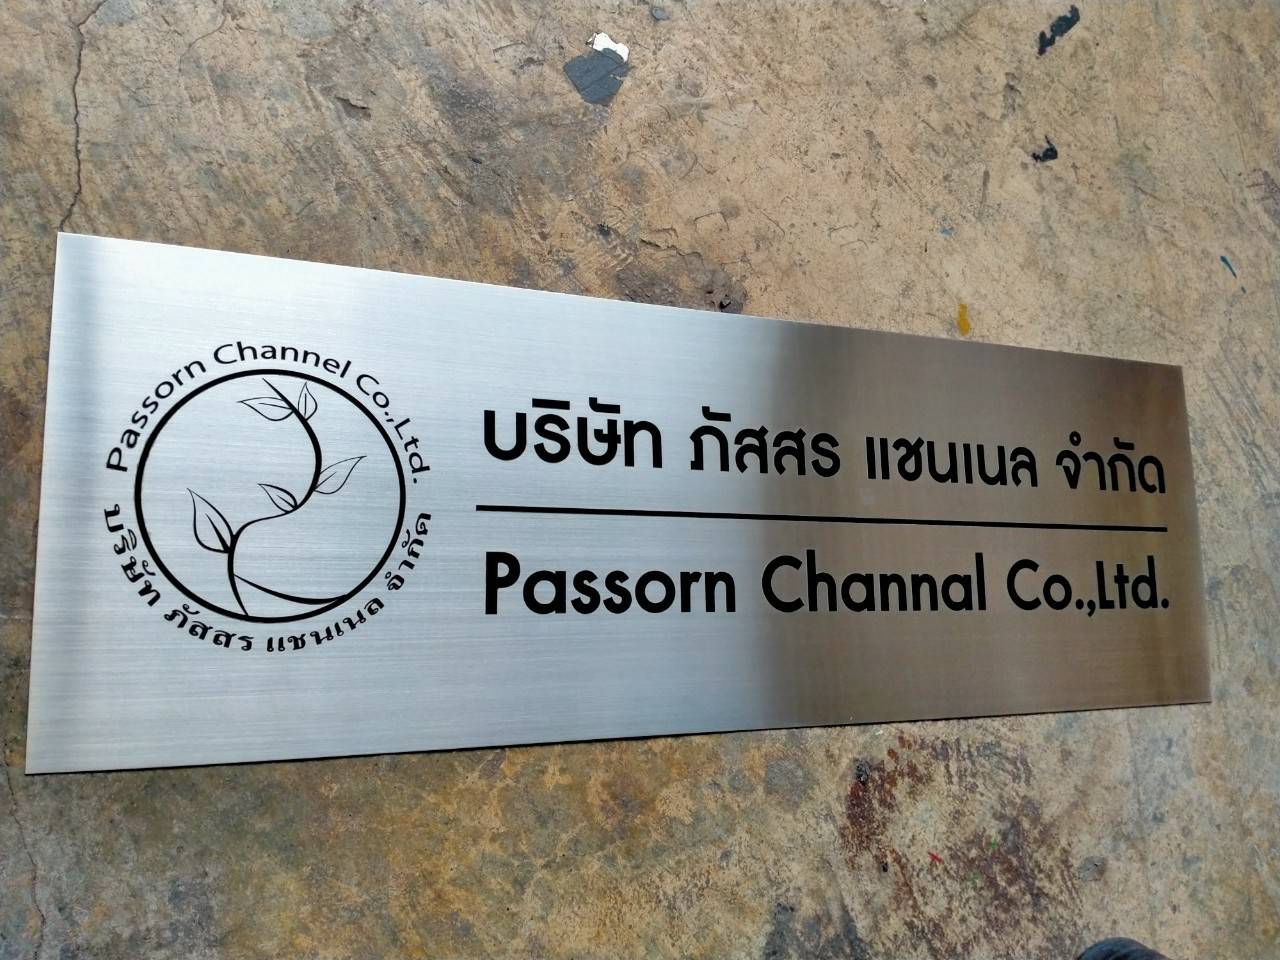 Passorn Channel Co.,Ltd.
บริษัท ภัสสร แชนเนล จำกัด
บริษัท ภัสสร แชนเนล จำกัด
Passorn Channal Co.,Ltd.